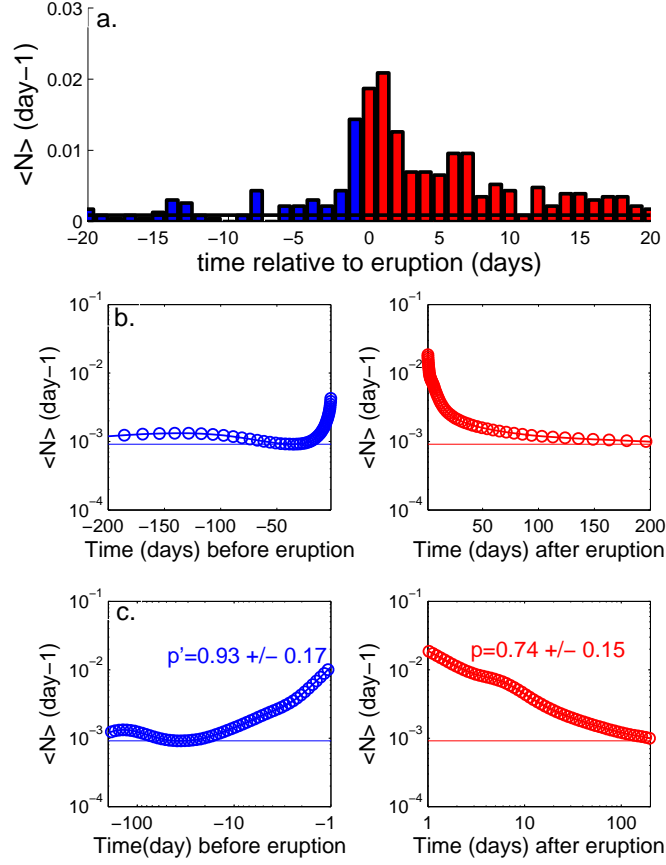 a.
0.03
0.02
0.01
0
<N> (day−1)
−20 −15 −10 −5 0 5 10 15 20
time relative to eruption (days)
b.
10−1
10−2
10−3
10−4
<N> (day−1)
−200 −150 −100 −50
Time (days) before eruption
10−1
10−2
10−3
10−4
<N> (day−1)
50 100 150 200
Time (days) after eruption
c.
p'=0.93 +/− 0.17
10−1
10−2
10−3
10−4
<N> (day−1)
−100 −10 −1
Time(day) before eruption
p=0.74 +/− 0.15
10−1
10−2
10−3
10−4
<N> (day−1)
1 10 100
Time (days) after eruption